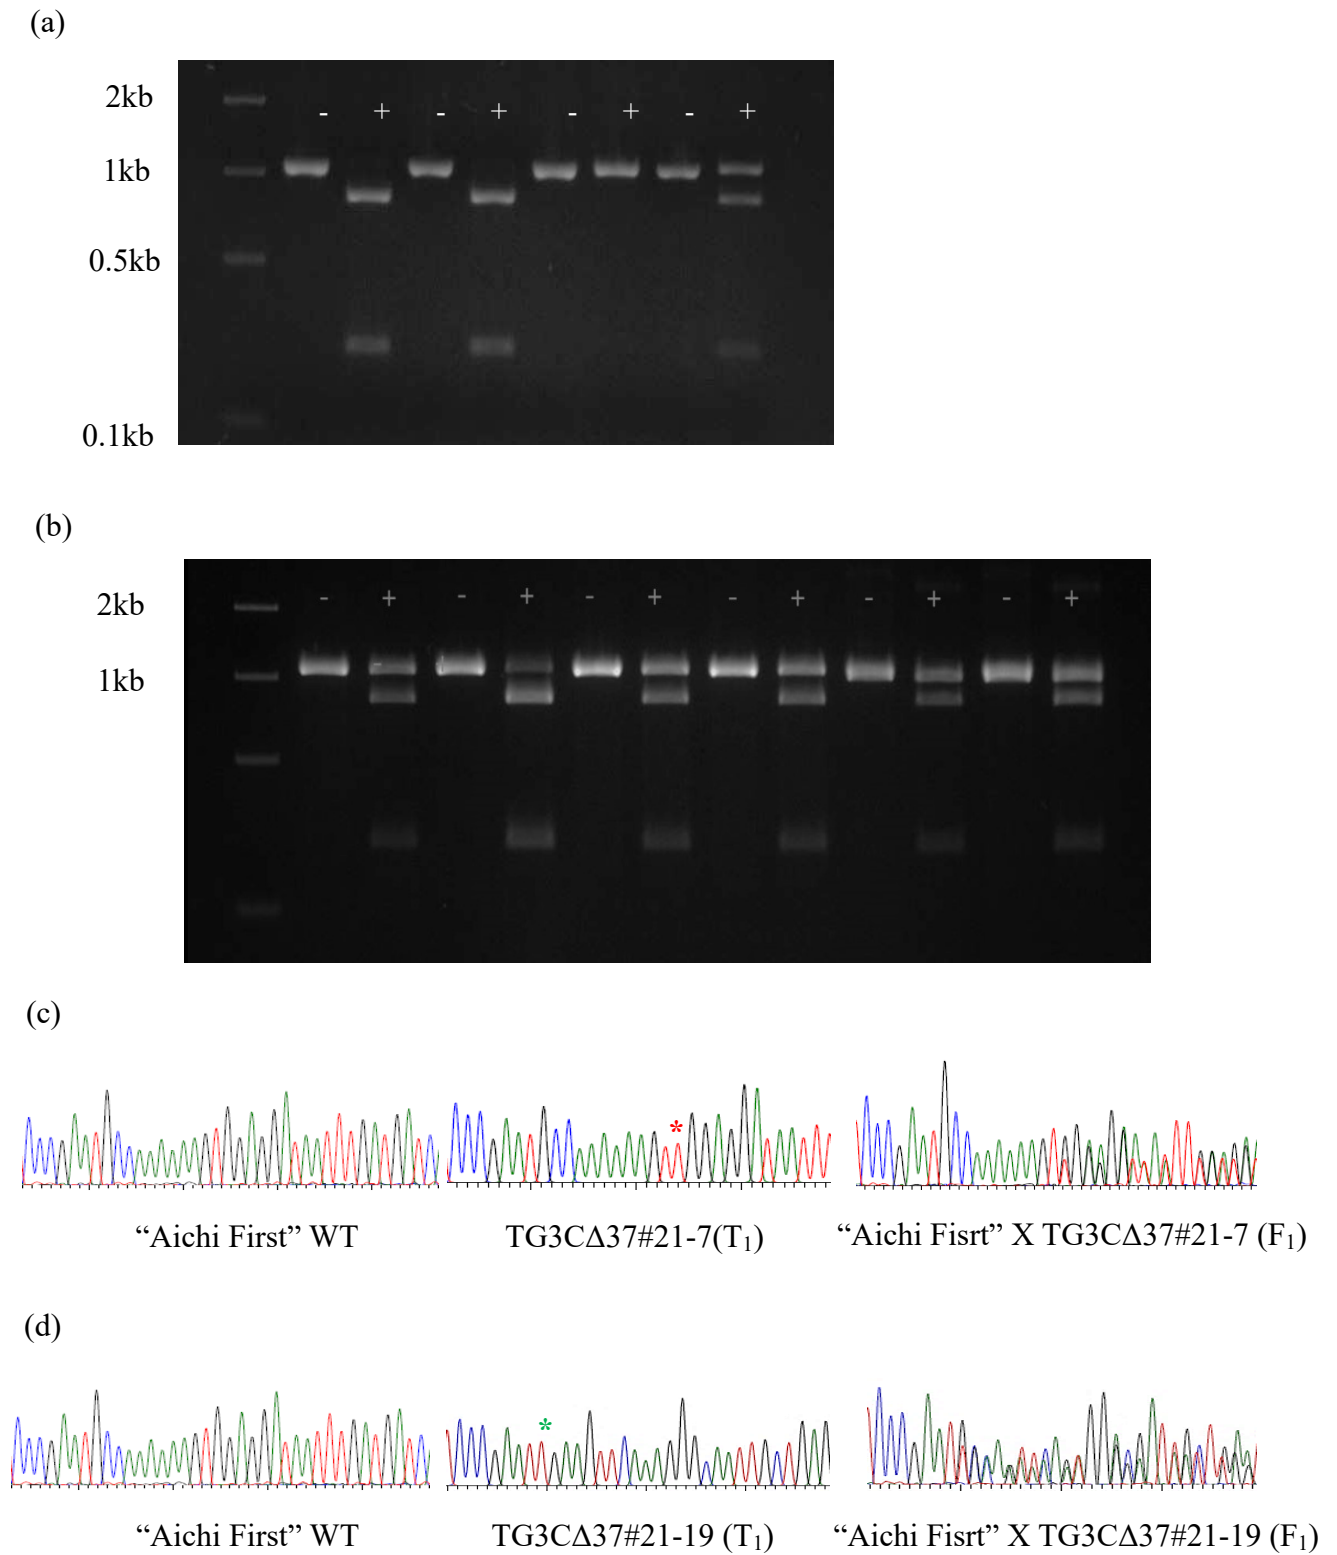 (a)
2kb
- + - + - + - +
1kb
0.5kb
0.1kb
(b)
2kb
- + - + - + - + - + - +
1kb
(c)
*
“Aichi First” WT
TG3CΔ37#21-7(T₁)
“Aichi Fisrt” X TG3CΔ37#21-7 (F₁)
(d)
*
“Aichi First” WT
TG3CΔ37#21-19 (T₁)
“Aichi Fisrt” X TG3CΔ37#21-19 (F₁)